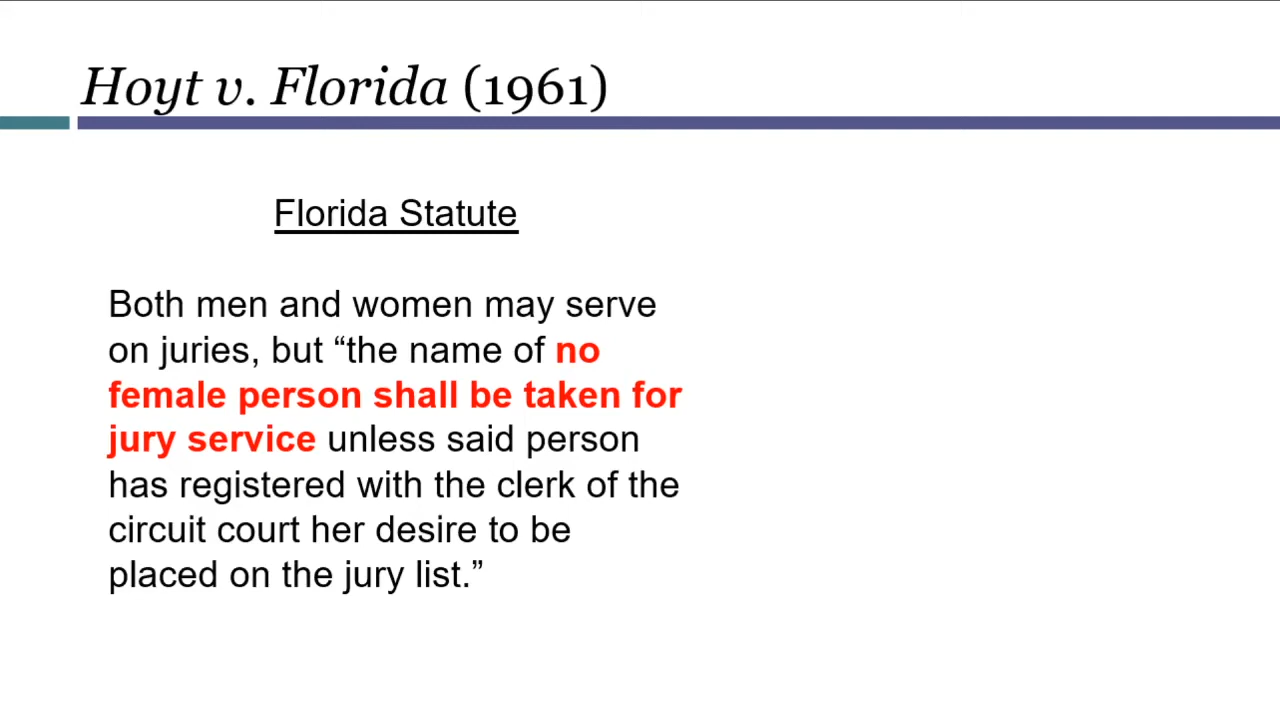 Hoyt v. Florida (1961)
Florida Statute
Both men and women may serve
on juries, but “the name of no
female person shall be taken for
jury service unless said person
has registered with the clerk of the
circuit court her desire to be
placed on the jury list.”